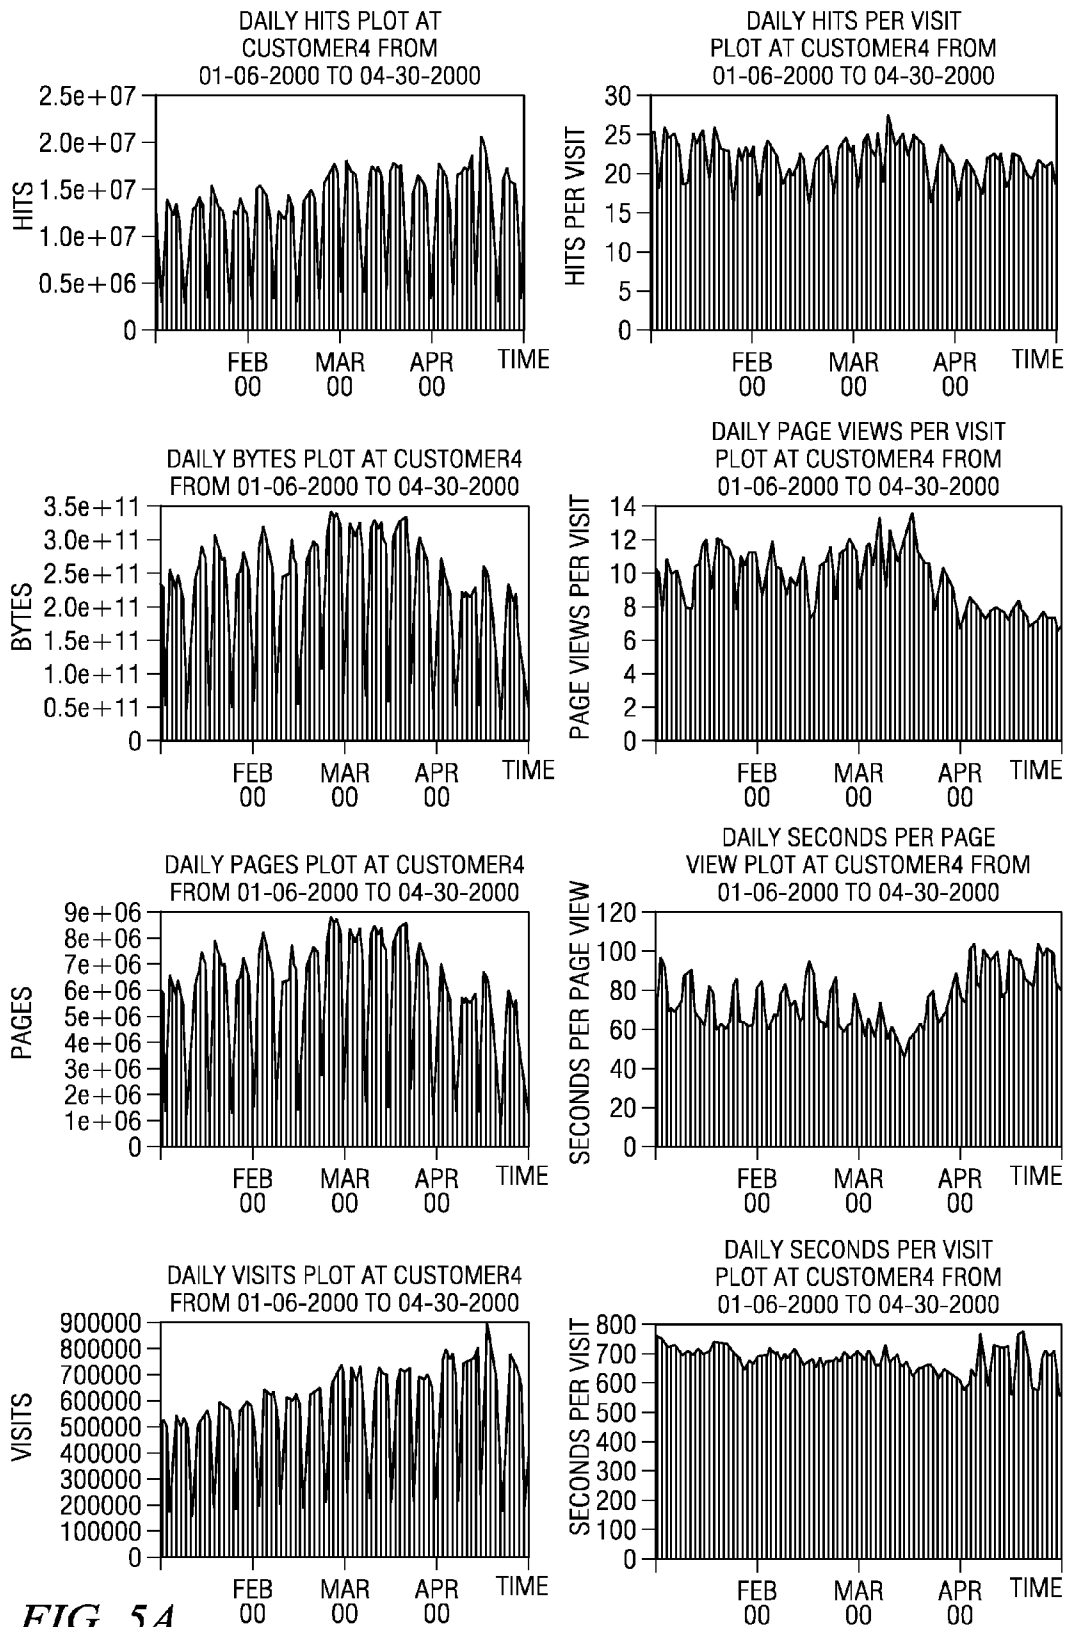 DAILY HITS PLOT AT
CUSTOMER4 FROM
01-06-2000 TO 04-30-2000
HITS
2.5e+07
2.0e+07
1.5e+07
1.0e+07
0.5e+06
0
FEB
00
MAR
00
APR
00
TIME
DAILY HITS PER VISIT
PLOT AT CUSTOMER4 FROM
01-06-2000 TO 04-30-2000
HITS PER VISIT
30
25
20
15
10
5
0
FEB
00
MAR
00
APR
00
TIME
DAILY BYTES PLOT AT CUSTOMER4
FROM 01-06-2000 TO 04-30-2000
BYTES
3.5e+11
3.0e+11
2.5e+11
2.0e+11
1.5e+11
1.0e+11
0.5e+11
0
FEB
00
MAR
00
APR
00
TIME
DAILY PAGE VIEWS PER VISIT
PLOT AT CUSTOMER4 FROM
01-06-2000 TO 04-30-2000
PAGE VIEWS PER VISIT
14
12
10
8
6
4
2
0
FEB
00
MAR
00
APR
00
TIME
DAILY PAGES PLOT AT CUSTOMER4
FROM 01-06-2000 TO 04-30-2000
PAGES
9e+06
8e+06
7e+06
6e+06
5e+06
4e+06
3e+06
2e+06
1e+06
0
FEB
00
MAR
00
APR
00
TIME
DAILY SECONDS PER PAGE
VIEW PLOT AT CUSTOMER4 FROM
01-06-2000 TO 04-30-2000
SECONDS PER PAGE VIEW
120
100
80
60
40
20
0
FEB
00
MAR
00
APR
00
TIME
DAILY VISITS PLOT AT CUSTOMER4
FROM 01-06-2000 TO 04-30-2000
VISITS
900000
800000
700000
600000
500000
400000
300000
200000
100000
0
FEB
00
MAR
00
APR
00
TIME
DAILY SECONDS PER VISIT
PLOT AT CUSTOMER4 FROM
01-06-2000 TO 04-30-2000
SECONDS PER VISIT
800
700
600
500
400
300
200
100
0
FEB
00
MAR
00
APR
00
TIME
FIG. 5A